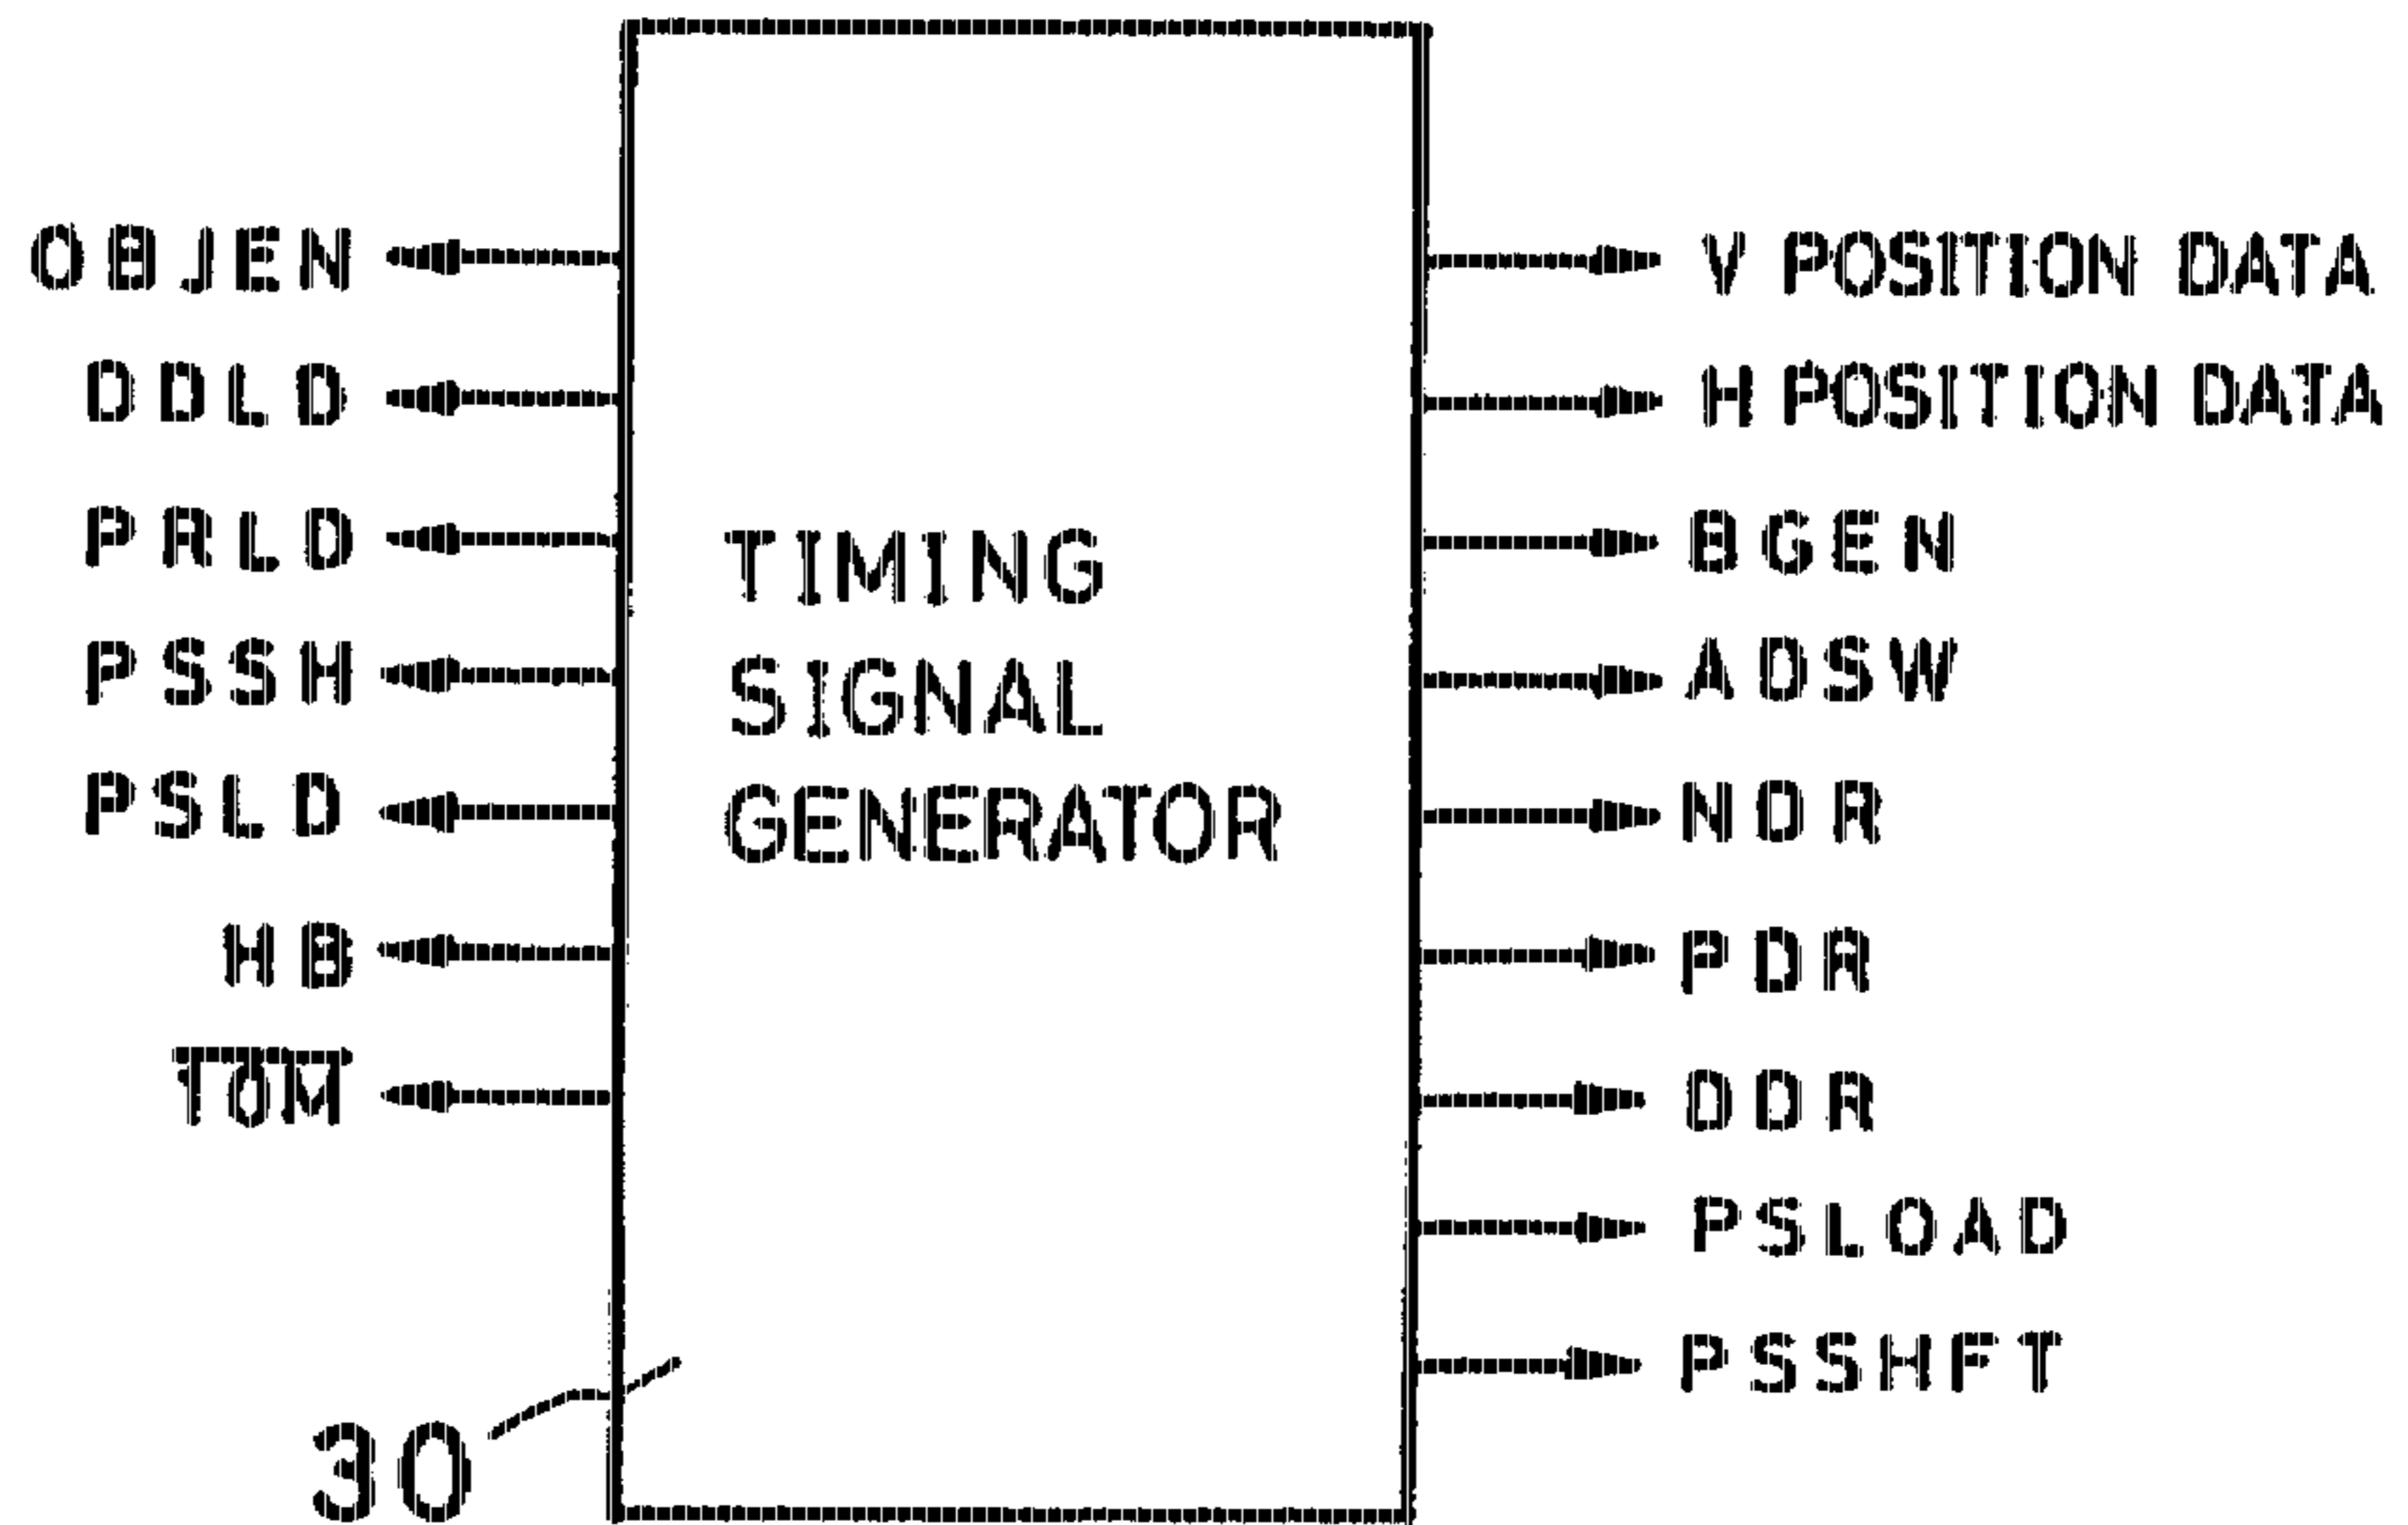 OBJEN
DDLD
PRLD
PSSH
PSLD
HB
T̅O̅M̅
TIMING
SIGNAL
GENERATOR
V POSITION DATA
H POSITION DATA
BGEN
ADSW
NDR
PDR
DDR
PSLOAD
PSSHFT
30